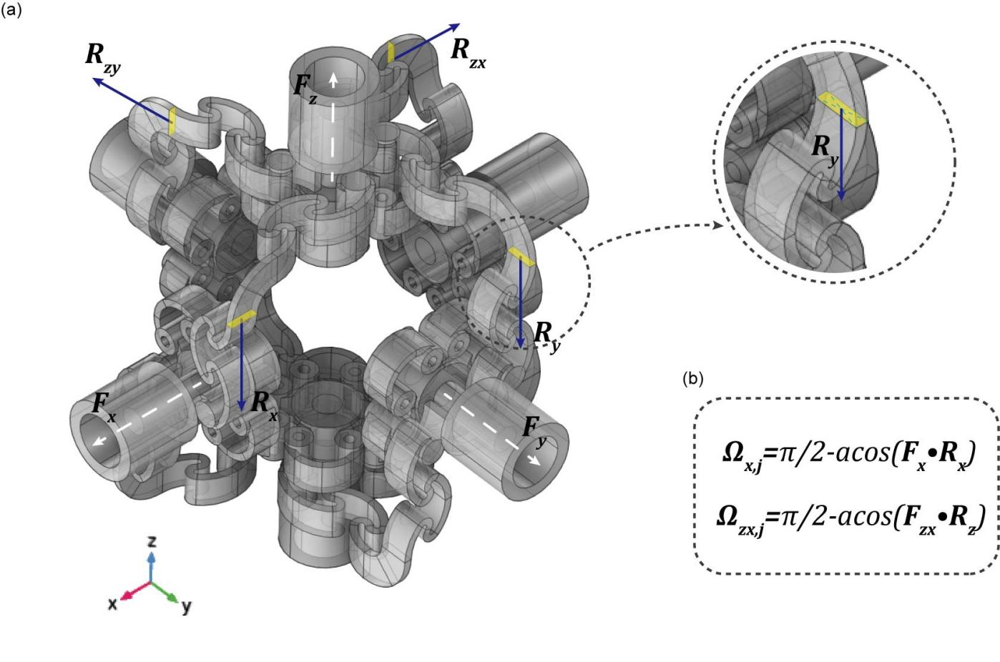 (a)
R_zy
R_zx
F_z
R_y
R_y
F_x
R_x
F_y
z
x
y
(b)
Ω_x,j=π/2-acos(F_x•R_x)
Ω_zx,j=π/2-acos(F_zx•R_z)